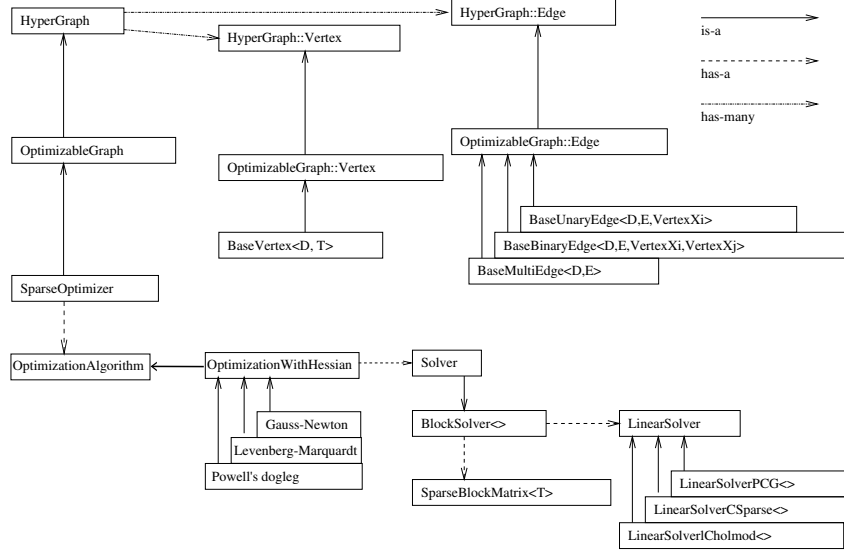 HyperGraph
HyperGraph::Edge
is-a
HyperGraph::Vertex
has-a
has-many
OptimizableGraph
OptimizableGraph::Edge
OptimizableGraph::Vertex
BaseUnaryEdge<D,E,VertexXi>
BaseVertex<D, T>
BaseBinaryEdge<D,E,VertexXi,VertexXj>
BaseMultiEdge<D,E>
SparseOptimizer
OptimizationAlgorithm
OptimizationWithHessian
Solver
Gauss-Newton
BlockSolver<>
LinearSolver
Levenberg-Marquardt
Powell's dogleg
LinearSolverPCG<>
SparseBlockMatrix<T>
LinearSolverCSparse<>
LinearSolverlCholmod<>